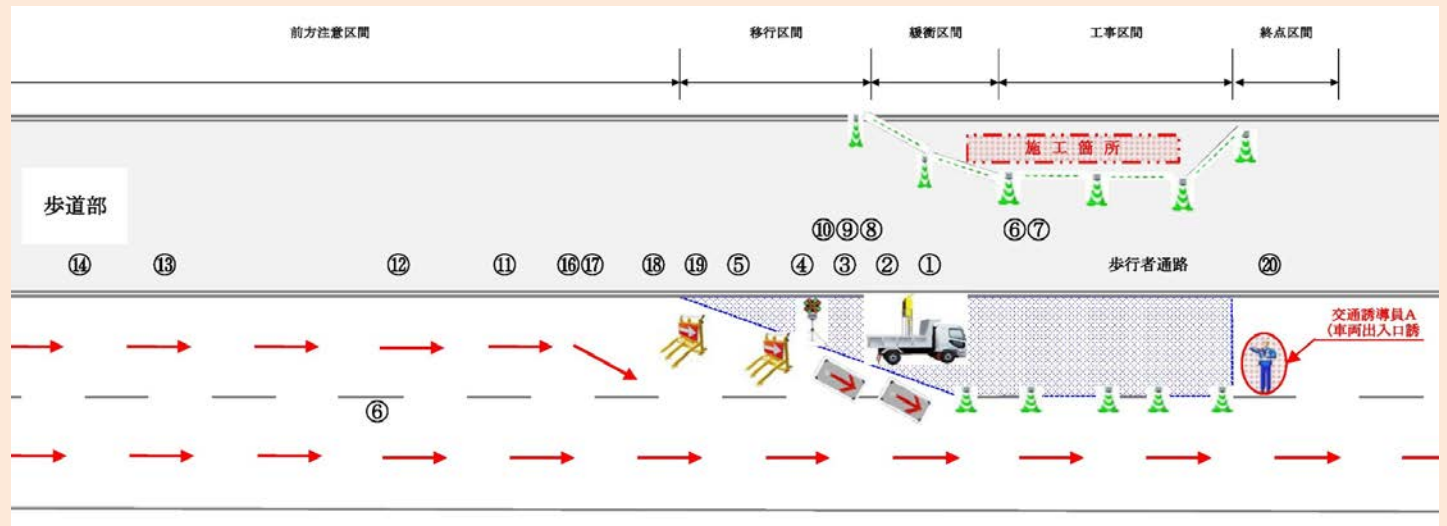 前方注意区間 移行区間 緩衝区間 工事区間 終点区間
施工箇所
歩道部
⑩⑨⑧ ⑥⑦
⑭ ⑬ ⑫ ⑪ ⑯⑰ ⑱ ⑲ ⑤ ④ ③ ② ① 歩行者通路 ⑳
交通誘導員A
(車両出入口誘
⑥